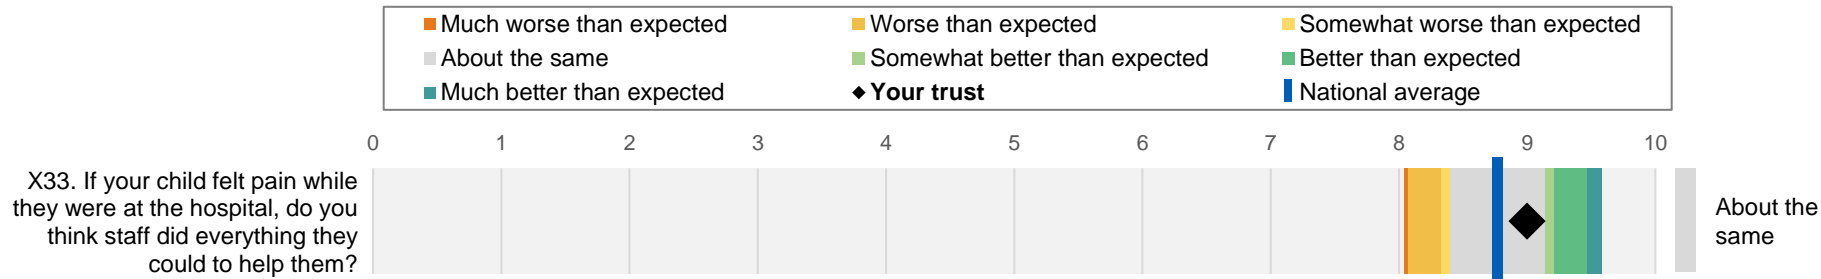 Much worse than expected
Worse than expected
Somewhat worse than expected
About the same
Somewhat better than expected
Better than expected
Much better than expected
Your trust
National average
0 1 2 3 4 5 6 7 8 9 10
X33. If your child felt pain while
they were at the hospital, do you
think staff did everything they
could to help them?
About the
same